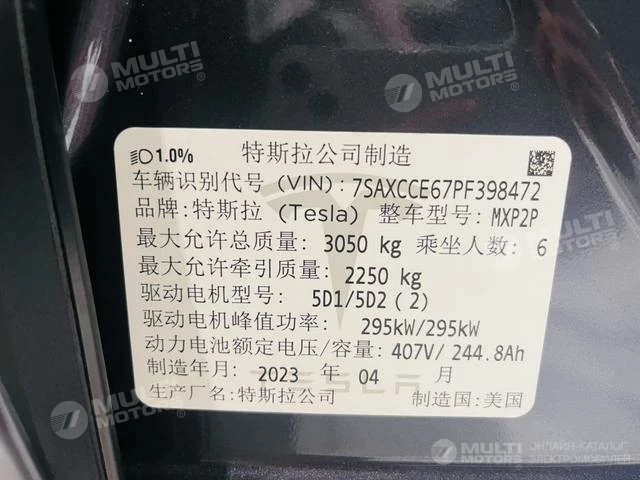 MULTI MOTORS®
MULTI MOTORS®
1.0%
特斯拉公司制造
车辆识别代号 (VIN): 7SAXCCE67PF398472
品牌: 特斯拉 (Tesla) 整车型号: MXP2P
最大允许总质量: 3050 kg 乘坐人数: 6
最大允许牵引质量: 2250 kg
驱动电机型号: 5D1/5D2 (2)
驱动电机峰值功率: 295kW/295kW
动力电池额定电压/容量: 407V/244.8Ah
制造年月: 2023 年 04 月
TESLA
生产厂名: 特斯拉公司 制造国: 美国
MULTI MOTORS
MULTI MOTORS
ОНЛАЙН-КАТАЛОГ
ЭЛЕКТРОМОБИЛЕЙ